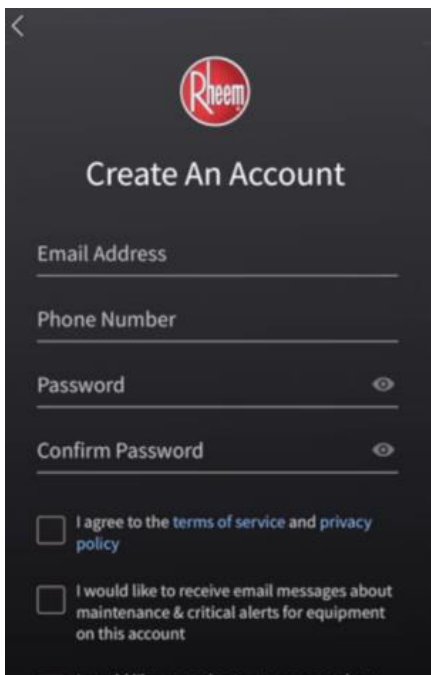 Rheem
Create An Account
Email Address
Phone Number
Password
Confirm Password
I agree to the terms of service and privacy
policy
I would like to receive email messages about
maintenance & critical alerts for equipment
on this account